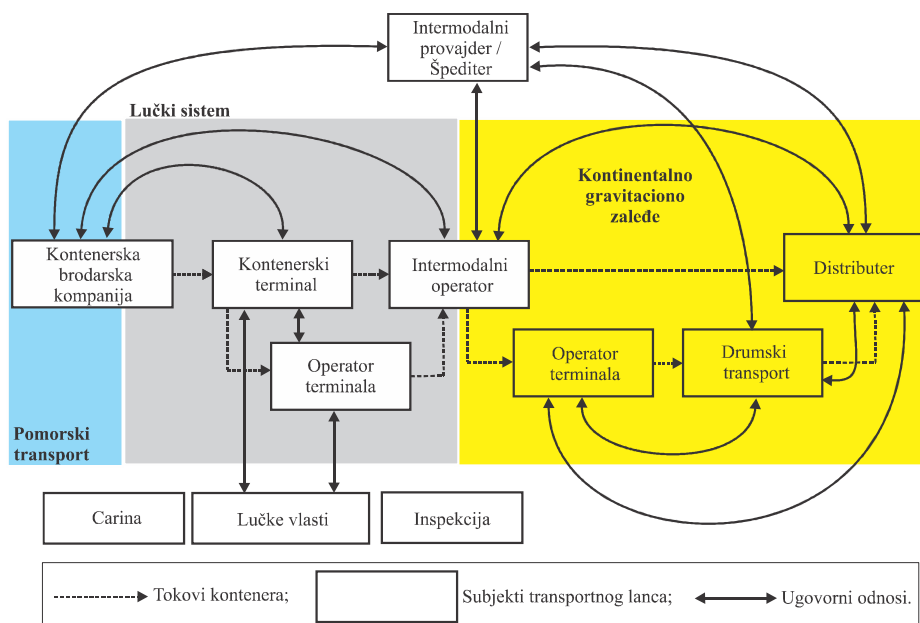 Intermodalni
provajder /
Špediter
Lučki sistem
Kontinentalno
gravitaciono
zaleđe
Kontenerska
brodarska
kompanija
Kontenerski
terminal
Intermodalni
operator
Distributer
Operator
terminala
Operator
terminala
Drumski
transport
Pomorski
transport
Carina
Lučke vlasti
Inspekcija
Tokovi kontenera;
Subjekti transportnog lanca;
Ugovorni odnosi.